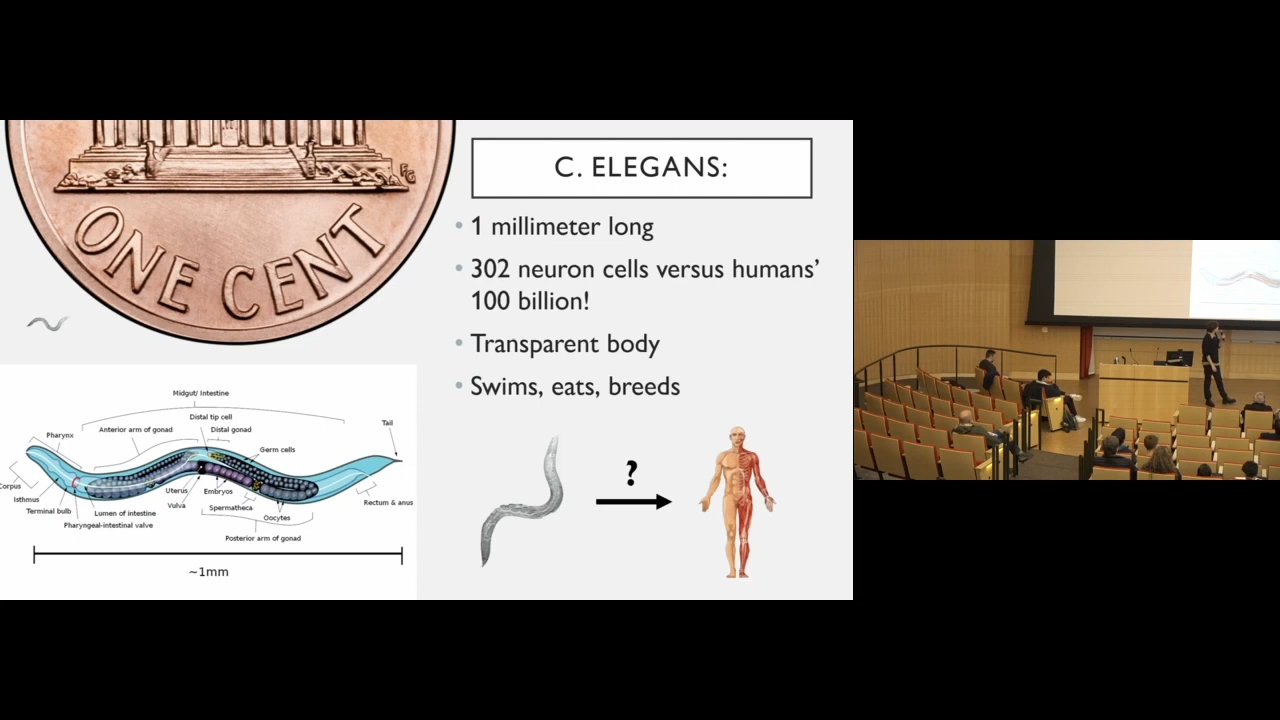 FG
ONE CENT
C. ELEGANS:
• 1 millimeter long
• 302 neuron cells versus humans’
100 billion!
• Transparent body
• Swims, eats, breeds
?
Midgut/ Intestine
Distal tip cell
Anterior arm of gonad
Distal gonad
Tail
Pharynx
Germ cells
Corpus
Isthmus
Terminal bulb
Lumen of intestine
Pharyngeal-intestinal valve
Uterus
Vulva
Embryos
Spermatheca
Oocytes
Rectum & anus
Posterior arm of gonad
~1mm